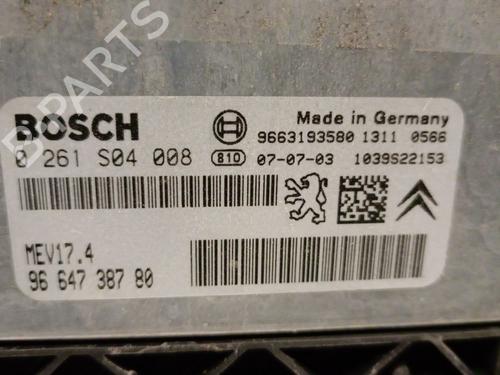 B PARTS
BOSCH
Made in Germany
9663193580 1311 0566
0 261 S04 008 810 07-07-03 1039S22153
MEV17.4
96 647 387 80